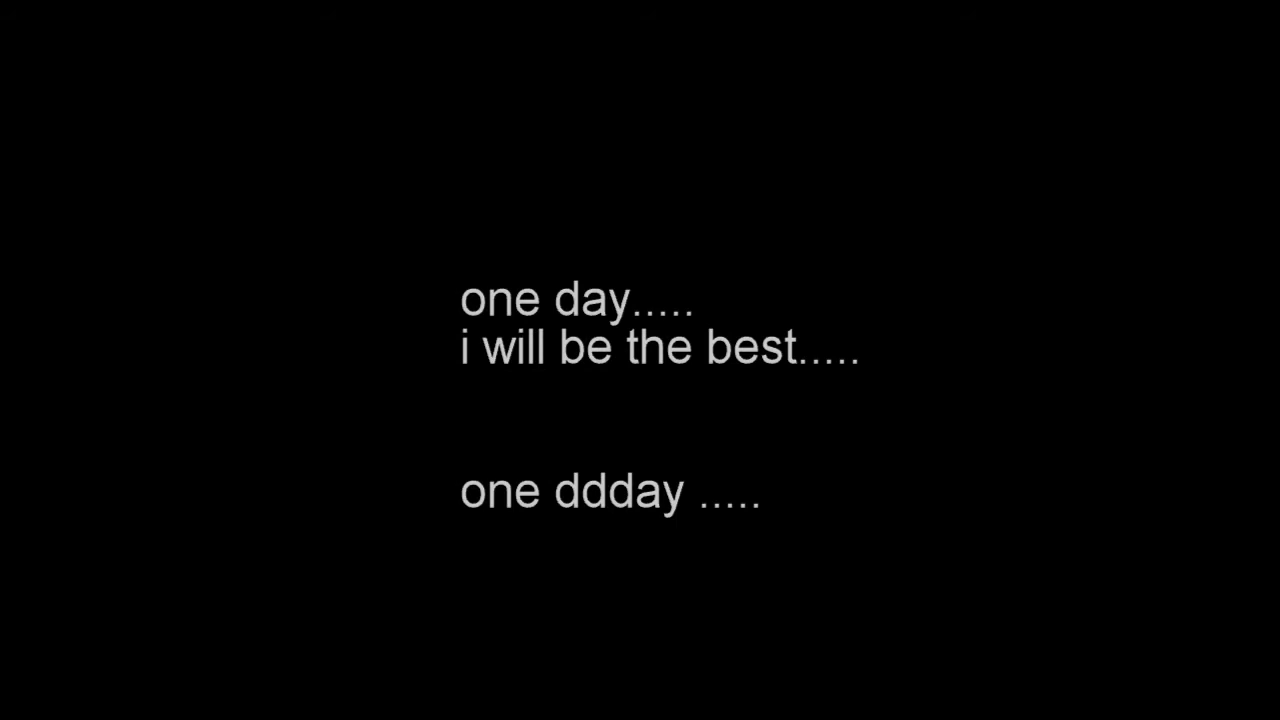 one day.....
i will be the best.....
one ddday .....